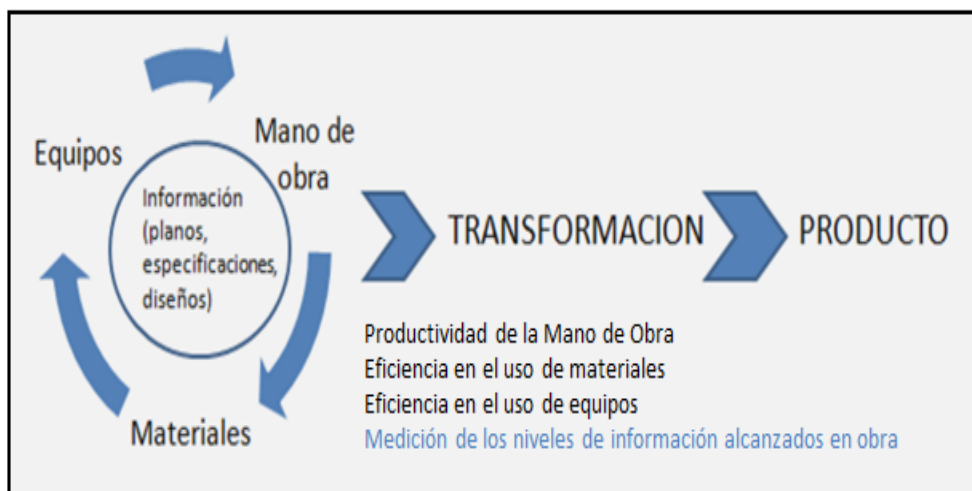 Equipos
Mano de
obra
Información
(planos,
especificaciones,
diseños)
Materiales
TRANSFORMACION
PRODUCTO
Productividad de la Mano de Obra
Eficiencia en el uso de materiales
Eficiencia en el uso de equipos
Medición de los niveles de información alcanzados en obra